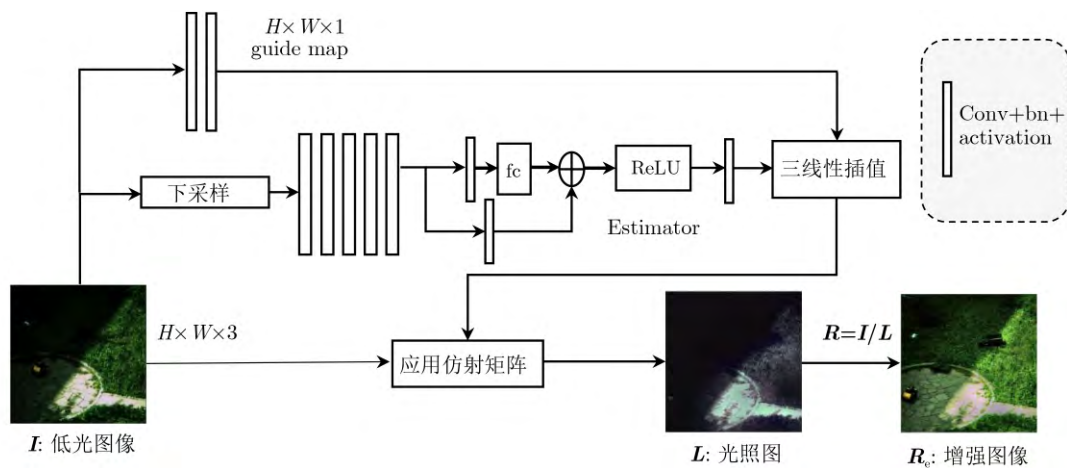 H×W×1
guide map
Conv+bn+
activation
下采样
fc
ReLU
三线性插值
Estimator
H×W×3
应用仿射矩阵
R=I/L
I: 低光图像
L: 光照图
Re: 增强图像